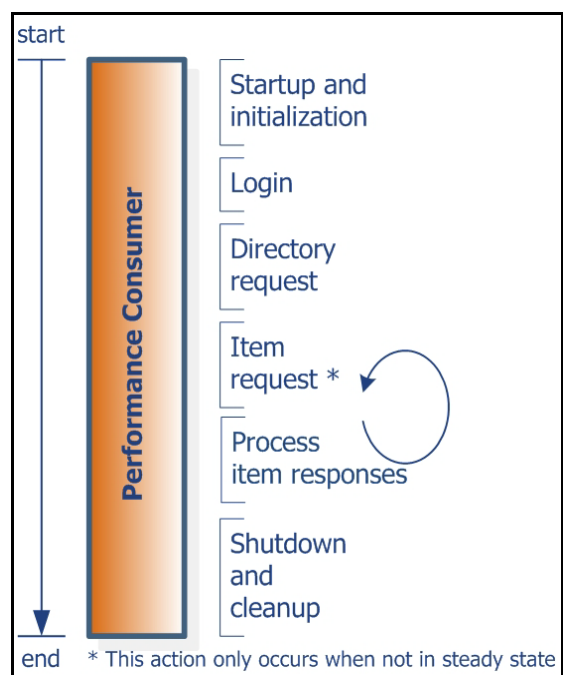 start
Performance Consumer
Startup and
initialization
Login
Directory
request
Item
request *
Process
item responses
Shutdown
and
cleanup
end
* This action only occurs when not in steady state